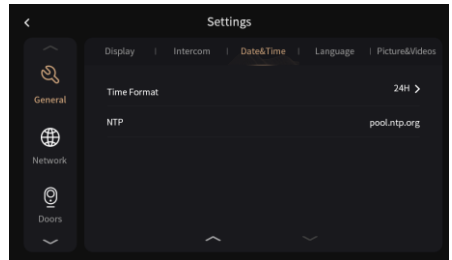 Settings
Display | Intercom | Date&Time | Language | Picture&Videos
General
Time Format 24H >
NTP pool.ntp.org
Network
Doors